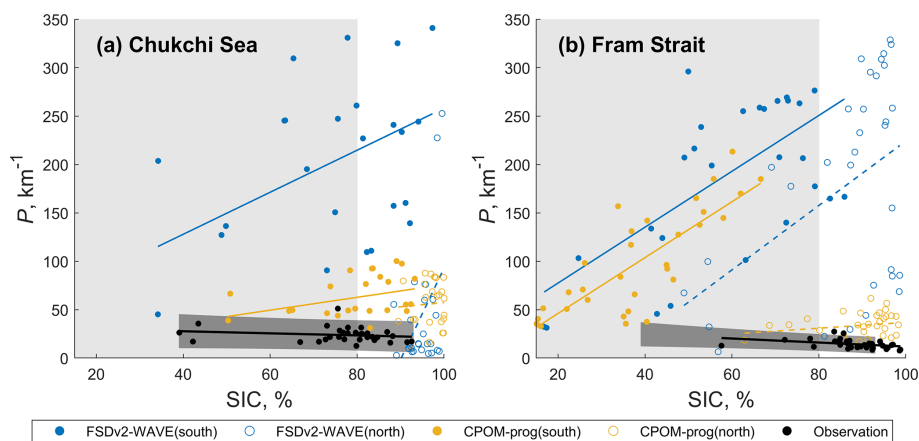 (a) Chukchi Sea
350
300
250
200
150
100
50
0
P, km⁻¹
20 40 60 80 100
SIC, %
(b) Fram Strait
350
300
250
200
150
100
50
0
P, km⁻¹
20 40 60 80 100
SIC, %
FSDv2-WAVE(south) FSDv2-WAVE(north) CPOM-prog(south) CPOM-prog(north) Observation